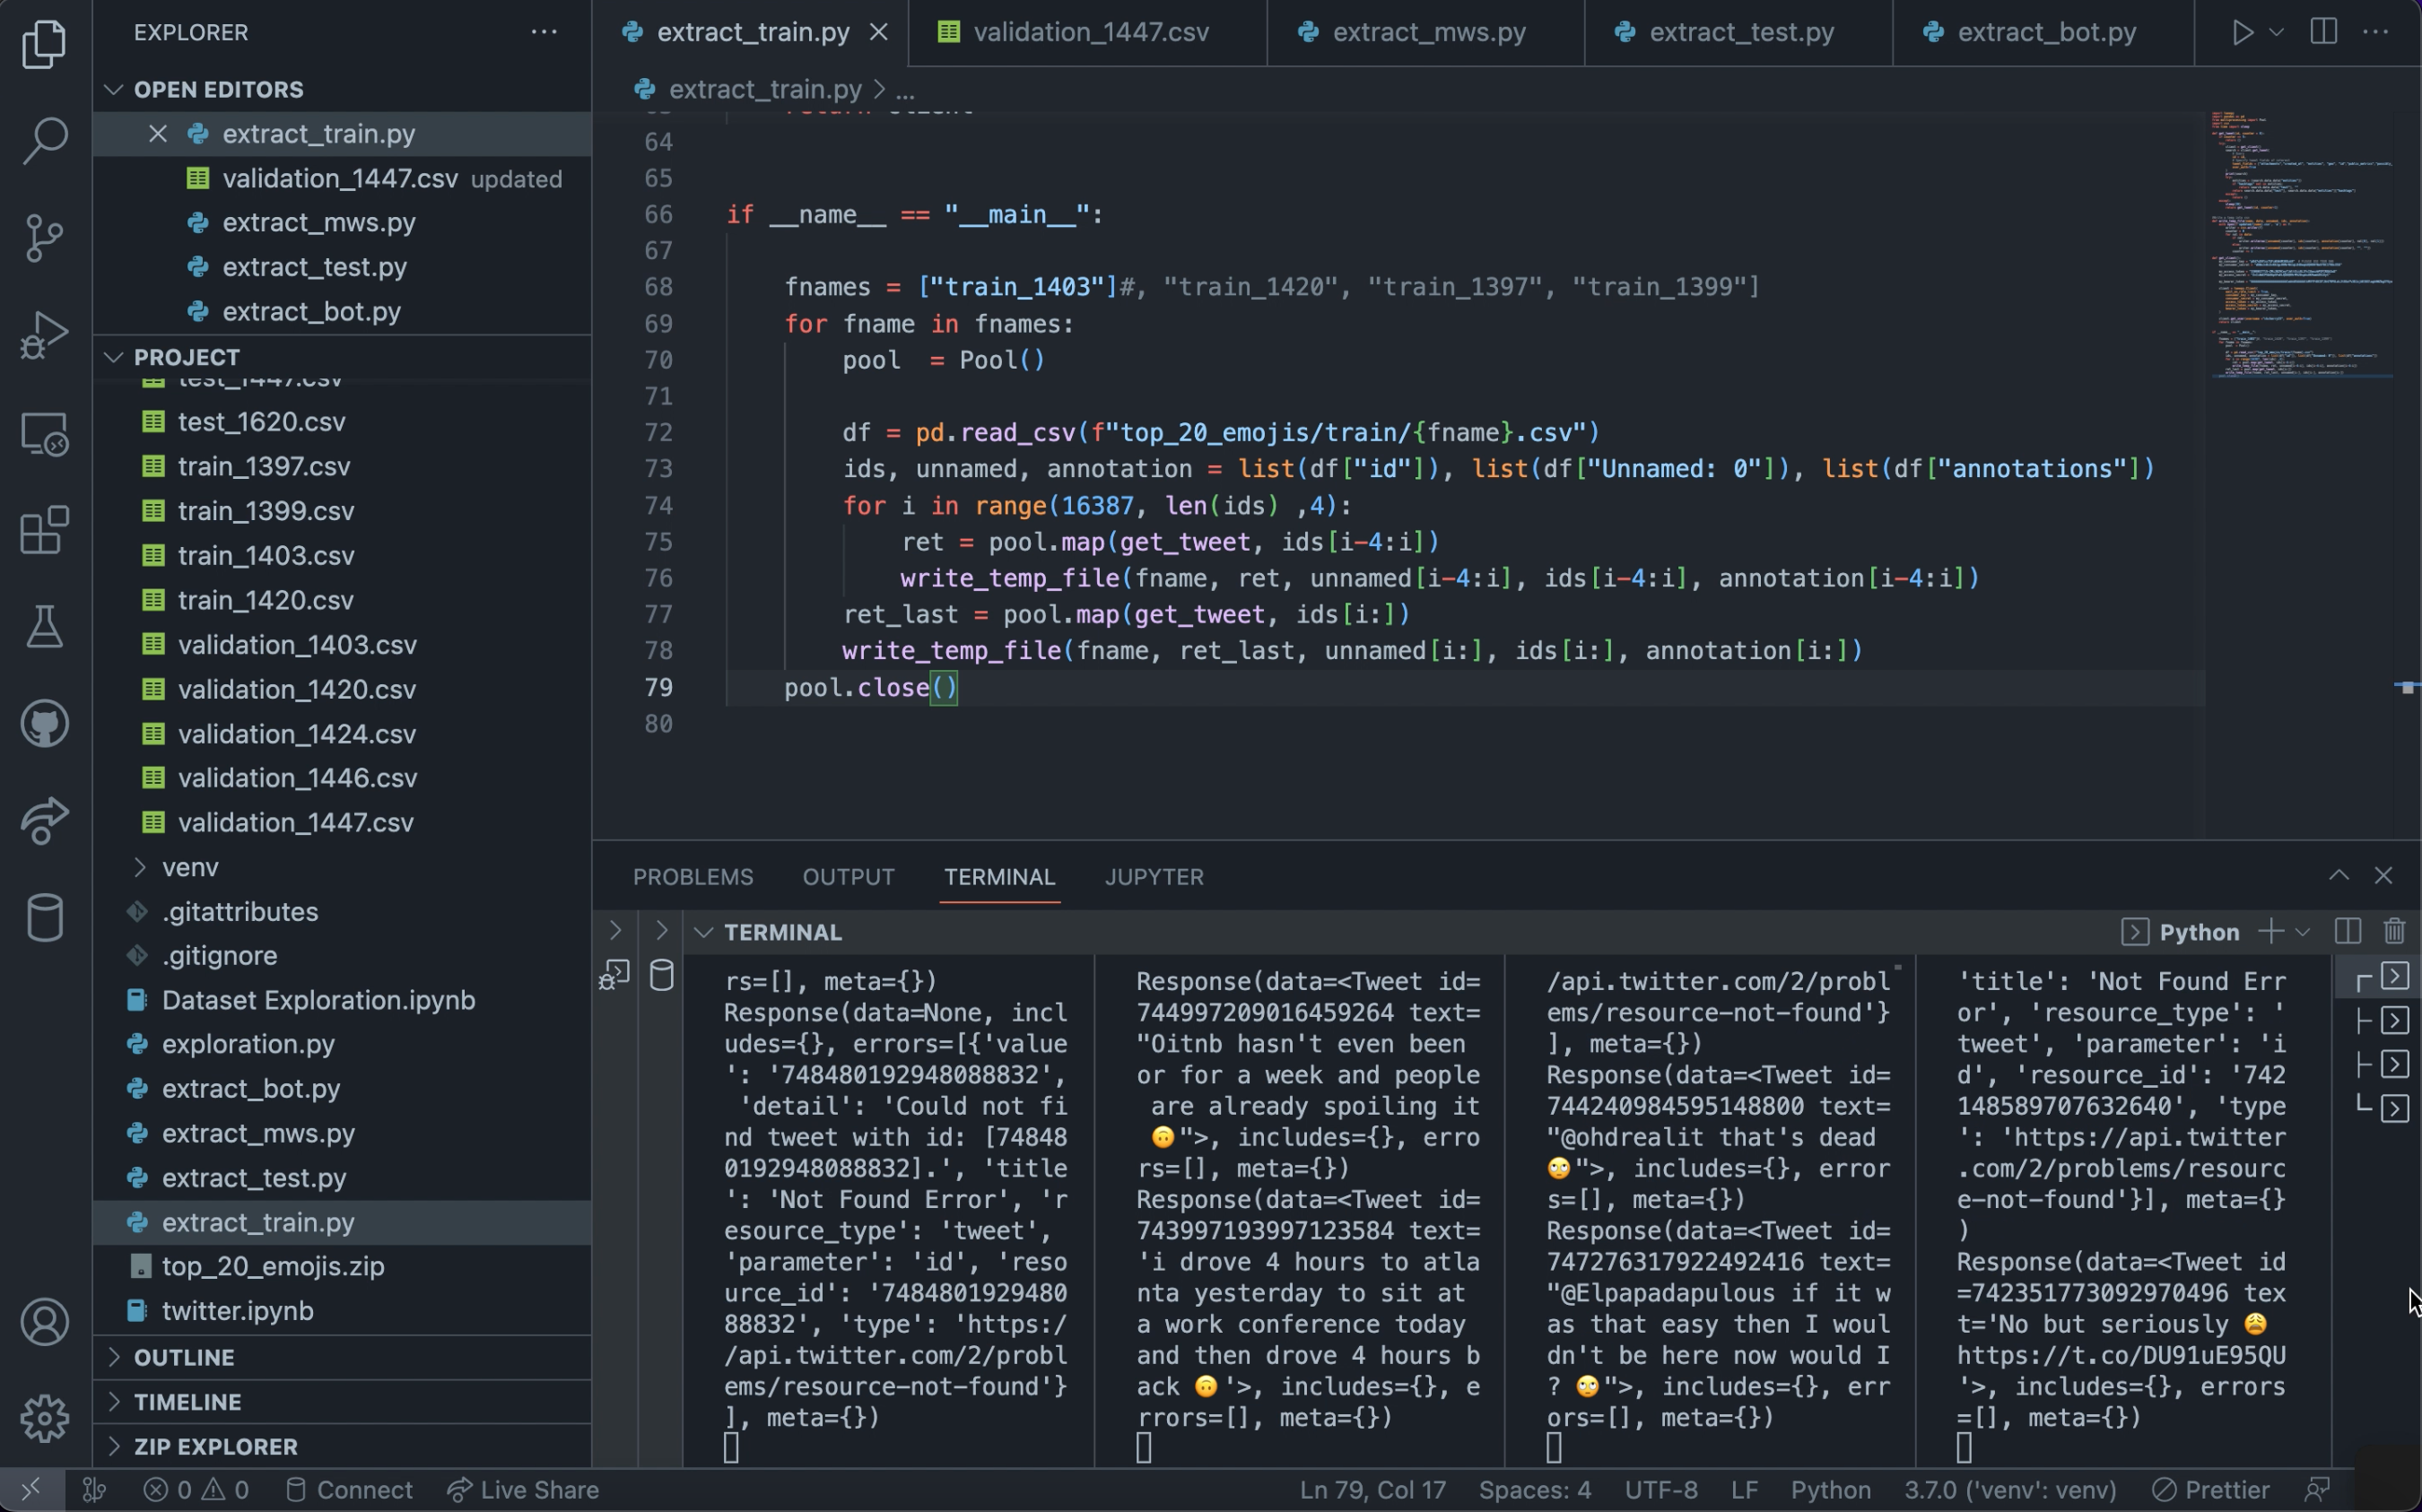 EXPLORER
OPEN EDITORS
extract_train.py
validation_1447.csv updated
extract_mws.py
extract_test.py
extract_bot.py
PROJECT
test_1447.csv
test_1620.csv
train_1397.csv
train_1399.csv
train_1403.csv
train_1420.csv
validation_1403.csv
validation_1420.csv
validation_1424.csv
validation_1446.csv
validation_1447.csv
venv
.gitattributes
.gitignore
Dataset Exploration.ipynb
exploration.py
extract_bot.py
extract_mws.py
extract_test.py
extract_train.py
top_20_emojis.zip
twitter.ipynb
OUTLINE
TIMELINE
ZIP EXPLORER
extract_train.py validation_1447.csv extract_mws.py extract_test.py extract_bot.py
extract_train.py > ...
63 return client
64
65
66 if __name__ == "__main__":
67
68 fnames = ["train_1403"]#, "train_1420", "train_1397", "train_1399"]
69 for fname in fnames:
70 pool  = Pool()
71
72 df = pd.read_csv(f"top_20_emojis/train/{fname}.csv")
73 ids, unnamed, annotation = list(df["id"]), list(df["Unnamed: 0"]), list(df["annotations"])
74 for i in range(16387, len(ids) ,4):
75 ret = pool.map(get_tweet, ids[i-4:i])
76 write_temp_file(fname, ret, unnamed[i-4:i], ids[i-4:i], annotation[i-4:i])
77 ret_last = pool.map(get_tweet, ids[i:])
78 write_temp_file(fname, ret_last, unnamed[i:], ids[i:], annotation[i:])
79 pool.close()
80
PROBLEMS OUTPUT TERMINAL JUPYTER
TERMINAL
Python
rs=[], meta={})
Response(data=None, incl
udes={}, errors=[{'value
': '748480192948088832',
'detail': 'Could not fi
nd tweet with id: [74848
0192948088832].', 'title
': 'Not Found Error', 'r
esource_type': 'tweet',
'parameter': 'id', 'reso
urce_id': '7484801929480
88832', 'type': 'https:/
/api.twitter.com/2/probl
ems/resource-not-found'}
], meta={})
Response(data=<Tweet id=
744997209016459264 text=
"Oitnb hasn't even been
or for a week and people
are already spoiling it
🙃">, includes={}, erro
rs=[], meta={})
Response(data=<Tweet id=
743997193997123584 text=
'i drove 4 hours to atla
nta yesterday to sit at
a work conference today
and then drove 4 hours b
ack 🙃'>, includes={}, e
rrors=[], meta={})
/api.twitter.com/2/probl
ems/resource-not-found'}
], meta={})
Response(data=<Tweet id=
744240984595148800 text=
"@ohdrealit that's dead
🙄">, includes={}, error
s=[], meta={})
Response(data=<Tweet id=
747276317922492416 text=
"@Elpapadapulous if it w
as that easy then I woul
dn't be here now would I
? 🙄">, includes={}, err
ors=[], meta={})
'title': 'Not Found Err
or', 'resource_type': '
tweet', 'parameter': 'i
d', 'resource_id': '742
148589707632640', 'type
': 'https://api.twitter
.com/2/problems/resourc
e-not-found'}], meta={}
)
Response(data=<Tweet id
=742351773092970496 tex
t='No but seriously 😩
https://t.co/DU91uE95QU
'>, includes={}, errors
=[], meta={})
0 0 Connect Live Share Ln 79, Col 17 Spaces: 4 UTF-8 LF Python 3.7.0 ('venv': venv) Prettier